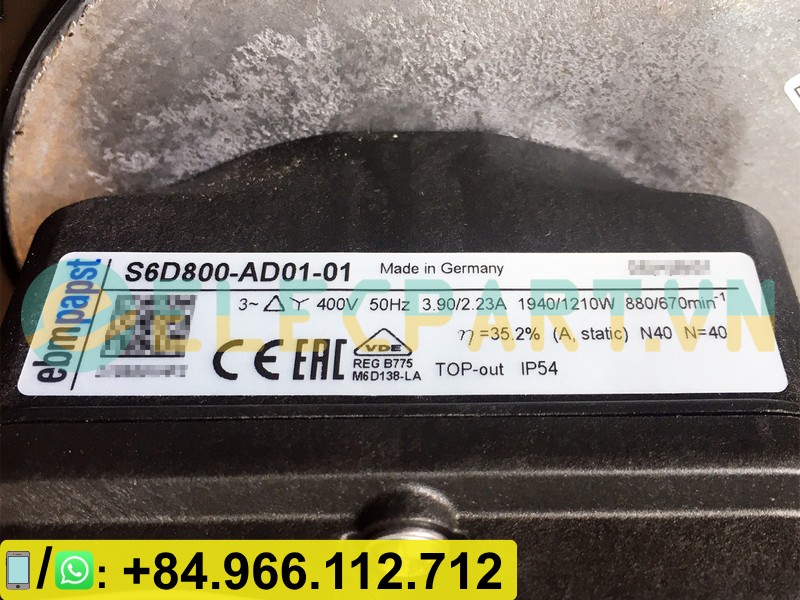 S6D800-AD01-01 Made in Germany
ebmpapst
3~ △ Y 400V 50Hz 3.90/2.23A 1940/1210W 880/670min⁻¹
η=35.2% (A, static) N40 N=40
CE EAC VDE
REG B775
M6D138-LA TOP-out IP54
ELECPART.VN
/ : +84.966.112.712